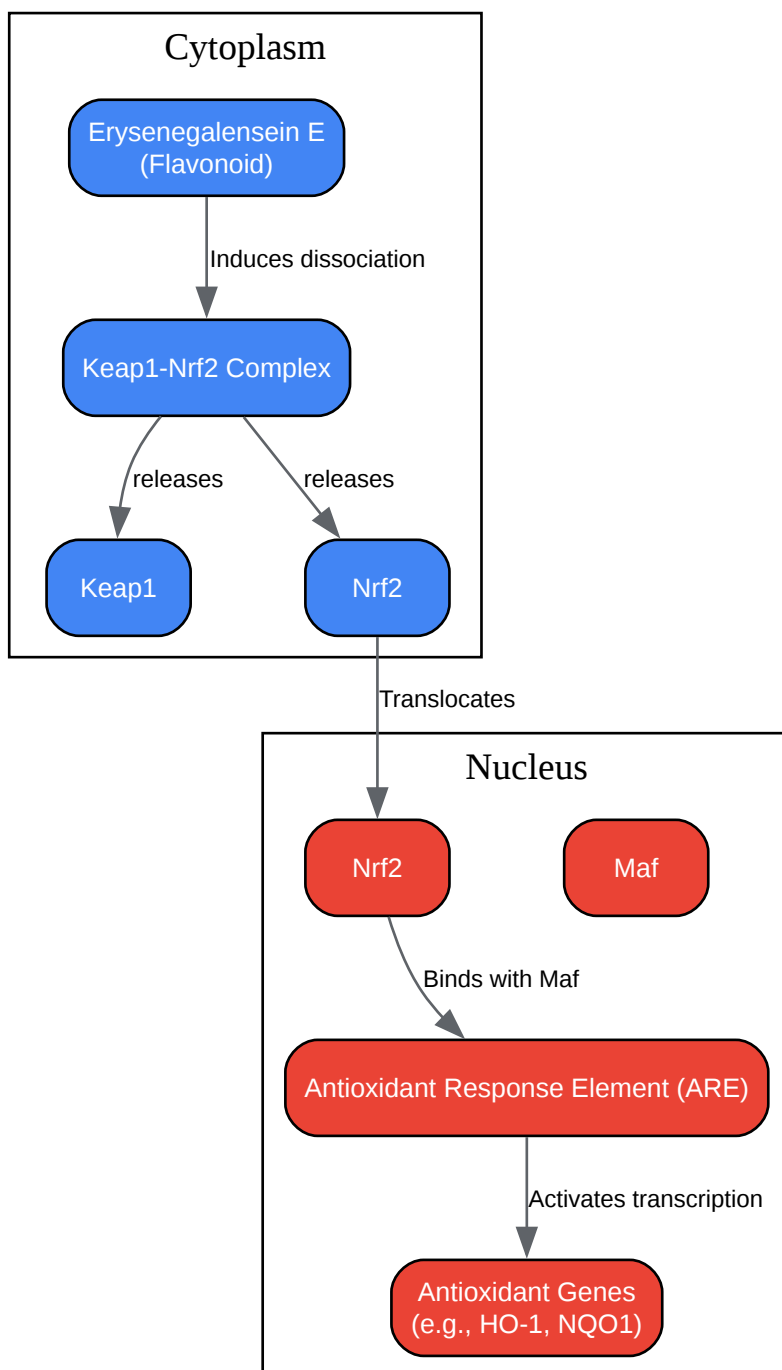 Cytoplasm
Erysenegalensein E
(Flavonoid)
Induces dissociation
Keap1-Nrf2 Complex
releases
releases
Keap1
Nrf2
Translocates
Nucleus
Nrf2
Maf
Binds with Maf
Antioxidant Response Element (ARE)
Activates transcription
Antioxidant Genes
(e.g., HO-1, NQO1)